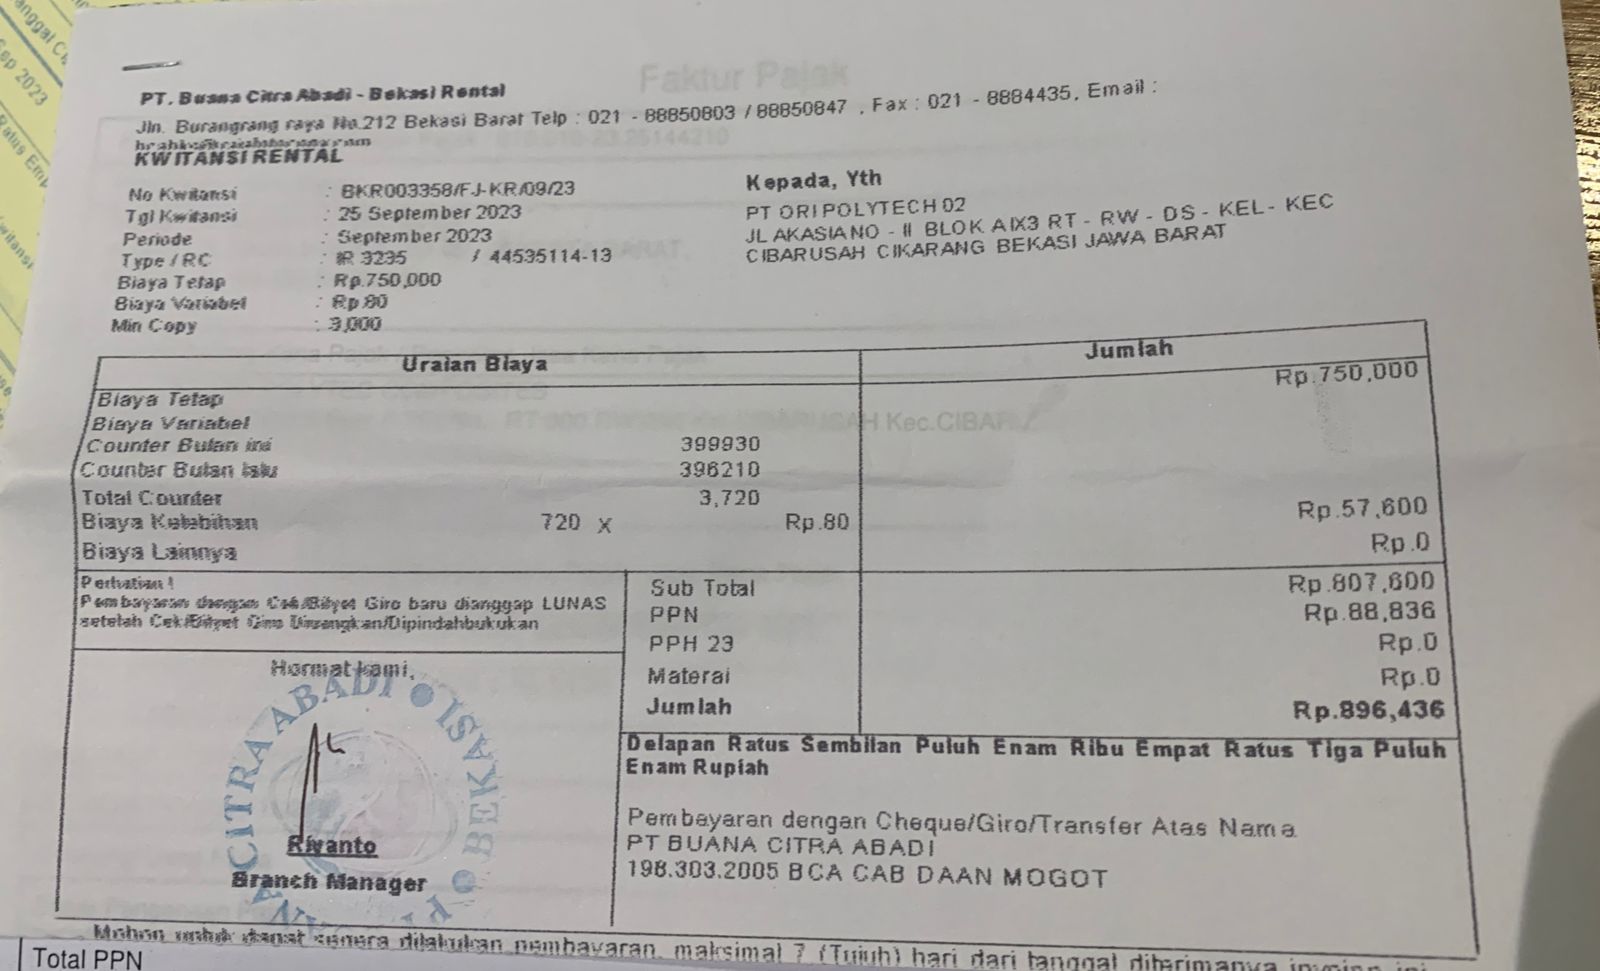 Faktur Pajak
PT. Buana Citra Abadi - Bekasi Rental
Jln. Burangrang raya No.212 Bekasi Barat Telp : 021 - 88850803 / 88850847 , Fax : 021 - 8884435, Email :
KWITANSI RENTAL
No Kwitansi : BKR003358/FJ-KR/09/23
Tgl Kwitansi : 25 September 2023
Periode : September 2023
Type / RC : IR 3235 / 44535114-13
Biaya Tetap : Rp.750,000
Biaya Variabel : Rp.80
Min Copy : 3,000
Kepada, Yth
PT ORI POLYTECH 02
JL AKASIA NO - II BLOK AIX3 RT - RW - DS - KEL - KEC
CIBARUSAH CIKARANG BEKASI JAWA BARAT
Uraian Biaya Jumlah
Biaya Tetap Rp.750,000
Biaya Variabel
Counter Bulan ini 399930
Counter Bulan lalu 396210
Total Counter 3,720
Biaya Kelebihan 720 X Rp.80 Rp.57,600
Biaya Lainnya Rp.0
Perhatian !
Pembayaran dengan Cek/Bilyet Giro baru dianggap LUNAS
setelah Cek/Bilyet Giro Diuangkan/Dipindahbukukan
Sub Total Rp.807,600
PPN Rp.88,836
PPH 23 Rp.0
Materai Rp.0
Jumlah Rp.896,436
Hormat kami,
CITRA ABADI BEKASI
Riyanto
Branch Manager
Delapan Ratus Sembilan Puluh Enam Ribu Empat Ratus Tiga Puluh
Enam Rupiah
Pembayaran dengan Cheque/Giro/Transfer Atas Nama
PT BUANA CITRA ABADI
198.303.2005 BCA CAB DAAN MOGOT
Mohon untuk dapat segera dilakukan pembayaran, maksimal 7 (Tujuh) hari dari tanggal diterimanya invoice ini
Total PPN
Sep 2023